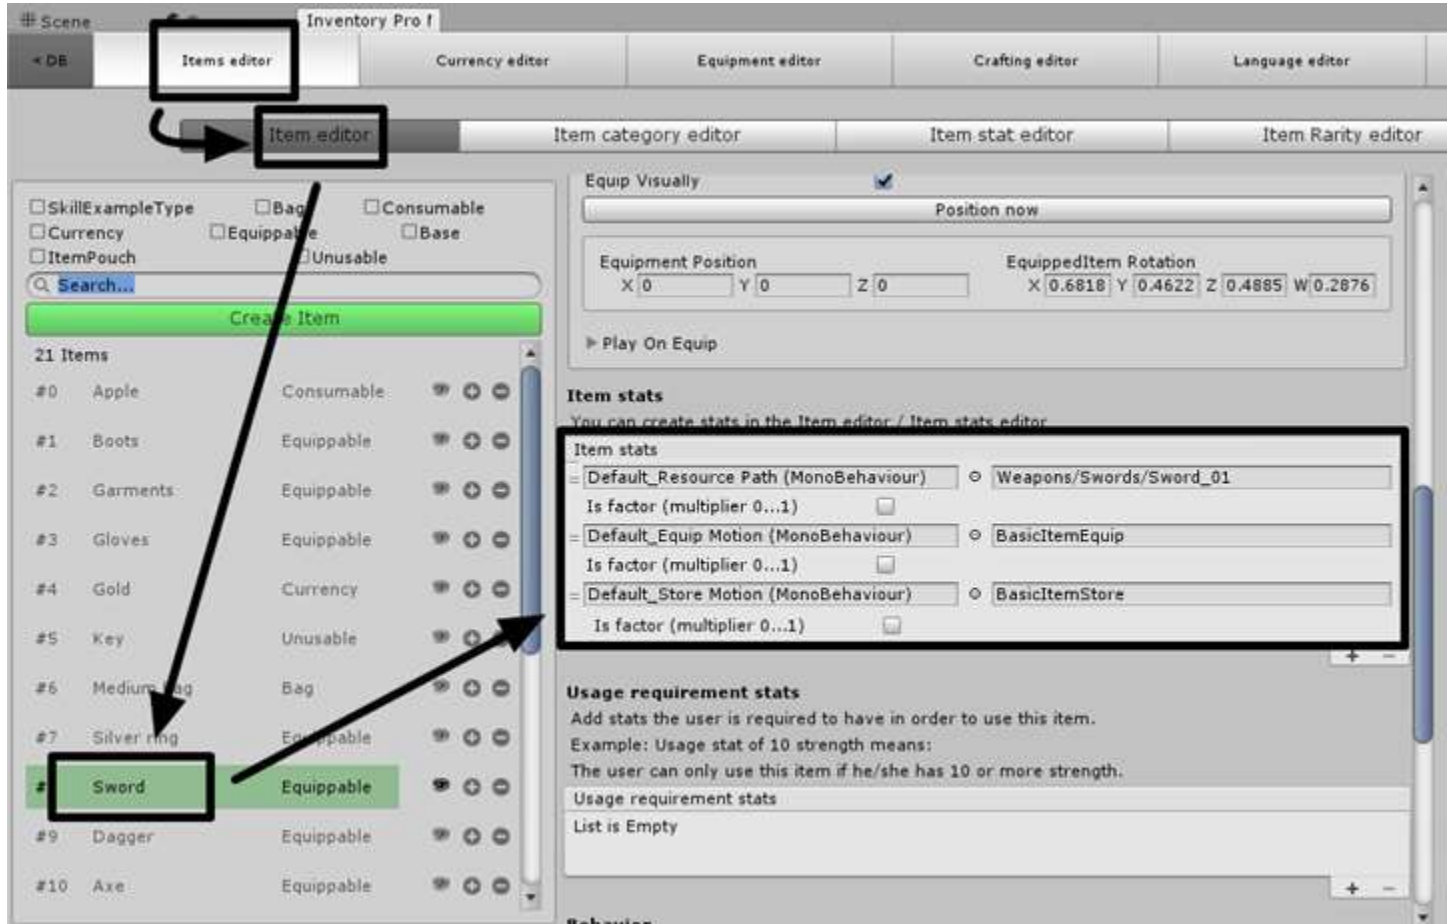 Scene
Inventory Pro
< DB
Items editor
Currency editor
Equipment editor
Crafting editor
Language editor
Item editor
Item category editor
Item stat editor
Item Rarity editor
SkillExampleType
Bag
Consumable
Currency
Equippable
Base
ItemPouch
Unusable
Search...
Create Item
21 Items
#0 Apple Consumable
#1 Boots Equippable
#2 Garments Equippable
#3 Gloves Equippable
#4 Gold Currency
#5 Key Unusable
#6 Medium bag Bag
#7 Silver ring Equippable
# Sword Equippable
#9 Dagger Equippable
#10 Axe Equippable
Equip Visually
Position now
Equipment Position
X 0 Y 0 Z 0
EquippedItem Rotation
X 0.6818 Y 0.4622 Z 0.4885 W 0.2876
Play On Equip
Item stats
You can create stats in the Item editor / Item stats editor
Item stats
Default_Resource Path (MonoBehaviour) Weapons/Swords/Sword_01
Is factor (multiplier 0...1)
Default_Equip Motion (MonoBehaviour) BasicItemEquip
Is factor (multiplier 0...1)
Default_Store Motion (MonoBehaviour) BasicItemStore
Is factor (multiplier 0...1)
+ -
Usage requirement stats
Add stats the user is required to have in order to use this item.
Example: Usage stat of 10 strength means:
The user can only use this item if he/she has 10 or more strength.
Usage requirement stats
List is Empty
+ -
Behavior